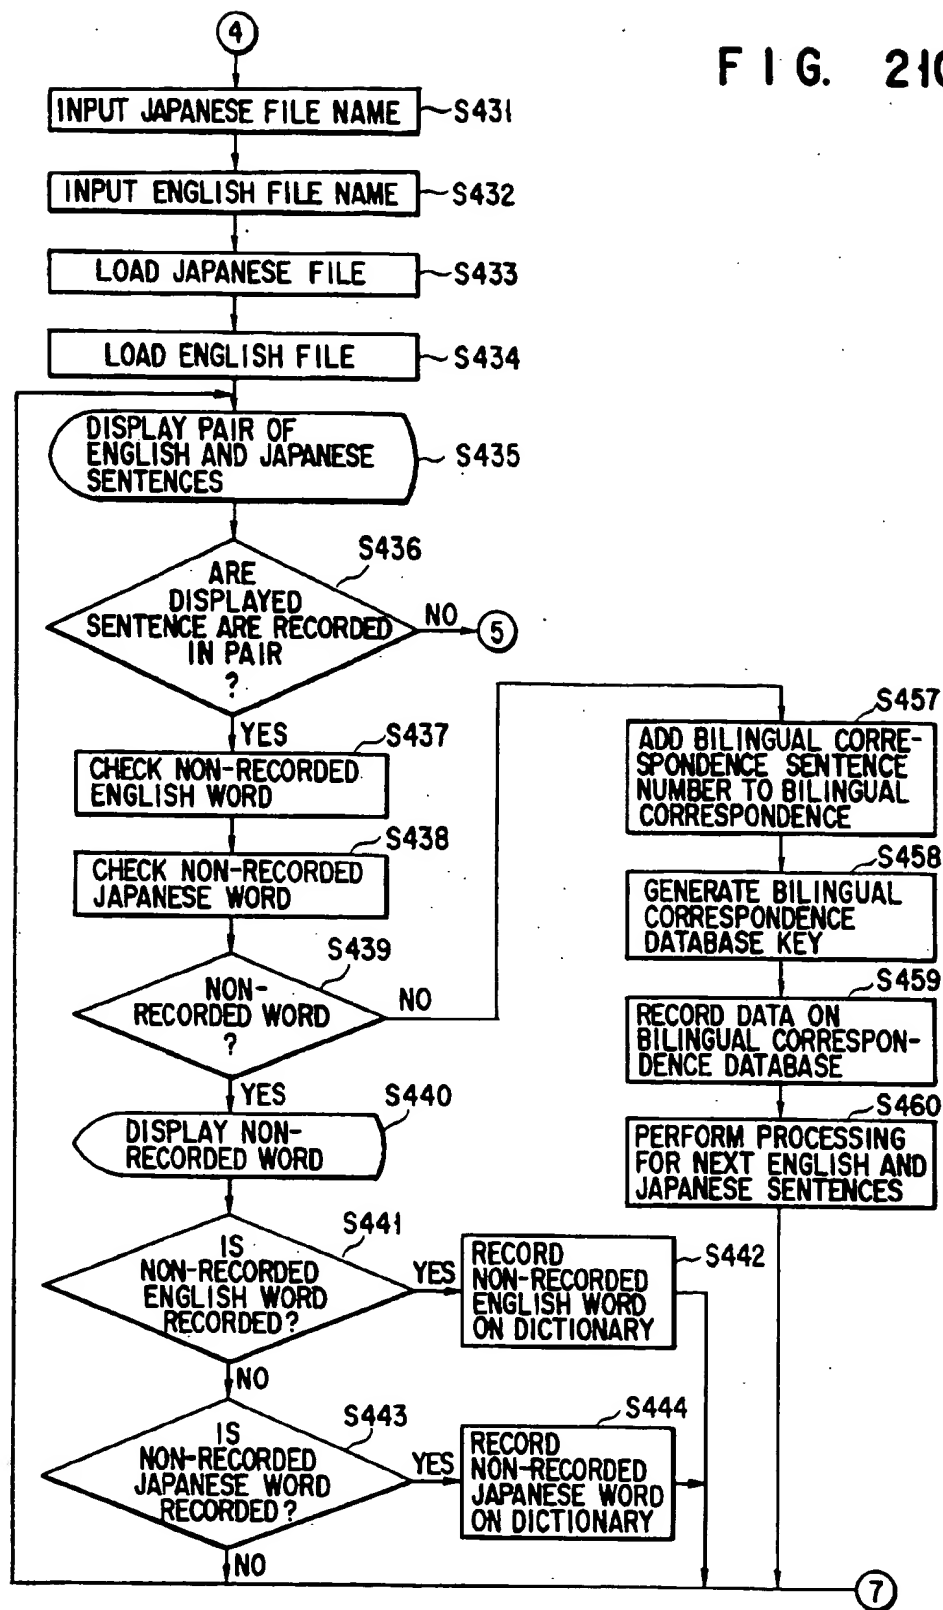 4
FIG. 210
INPUT JAPANESE FILE NAME
S431
INPUT ENGLISH FILE NAME
S432
LOAD JAPANESE FILE
S433
LOAD ENGLISH FILE
S434
DISPLAY PAIR OF
ENGLISH AND JAPANESE
SENTENCES
S435
S436
ARE
DISPLAYED
SENTENCE ARE RECORDED
IN PAIR
?
NO
5
YES
S437
CHECK NON-RECORDED
ENGLISH WORD
S438
CHECK NON-RECORDED
JAPANESE WORD
S439
NON-
RECORDED WORD
?
NO
YES
S440
DISPLAY NON-
RECORDED WORD
S441
IS
NON-RECORDED
ENGLISH WORD
RECORDED?
YES
S442
RECORD
NON-RECORDED
ENGLISH WORD
ON DICTIONARY
NO
S443
IS
NON-RECORDED
JAPANESE WORD
RECORDED?
YES
S444
RECORD
NON-RECORDED
JAPANESE WORD
ON DICTIONARY
NO
S457
ADD BILINGUAL CORRE-
SPONDENCE SENTENCE
NUMBER TO BILINGUAL
CORRESPONDENCE
S458
GENERATE BILINGUAL
CORRESPONDENCE
DATABASE KEY
S459
RECORD DATA ON
BILINGUAL CORRESPON-
DENCE DATABASE
S460
PERFORM PROCESSING
FOR NEXT ENGLISH AND
JAPANESE SENTENCES
7